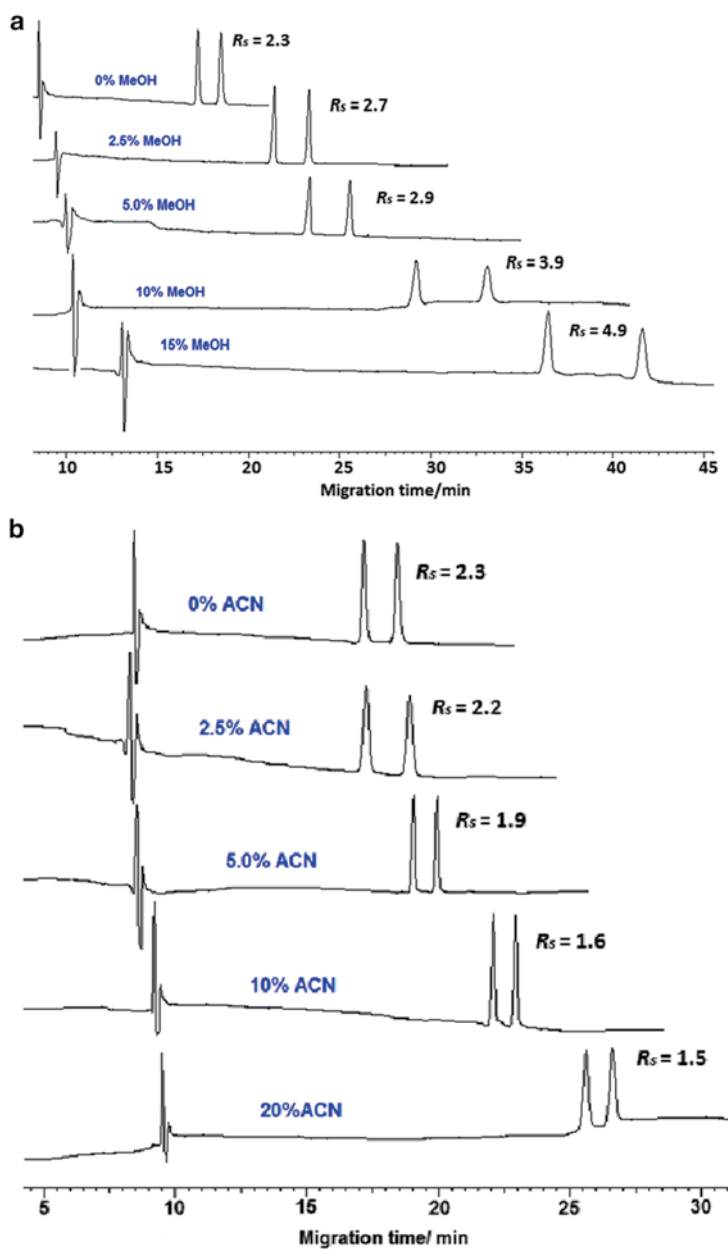 a
Rs = 2.3
0% MeOH
Rs = 2.7
2.5% MeOH
5.0% MeOH
Rs = 2.9
10% MeOH
Rs = 3.9
15% MeOH
Rs = 4.9
10 15 20 25 30 35 40 45
Migration time/min
b
0% ACN
Rs = 2.3
2.5% ACN
Rs = 2.2
5.0% ACN
Rs = 1.9
10% ACN
Rs = 1.6
20%ACN
Rs = 1.5
5 10 15 20 25 30
Migration time/ min